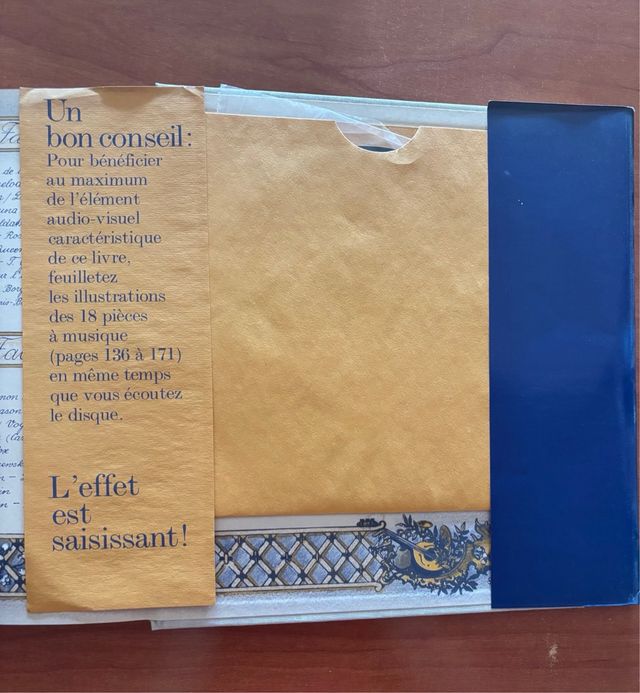 Un
bon conseil:
Pour bénéficier
au maximum
de l'élément
audio-visuel
caractéristique
de ce livre,
feuilletez
les illustrations
des 18 pièces
à musique
(pages 136 à 171)
en même temps
que vous écoutez
le disque.
L'effet
est
saisissant!